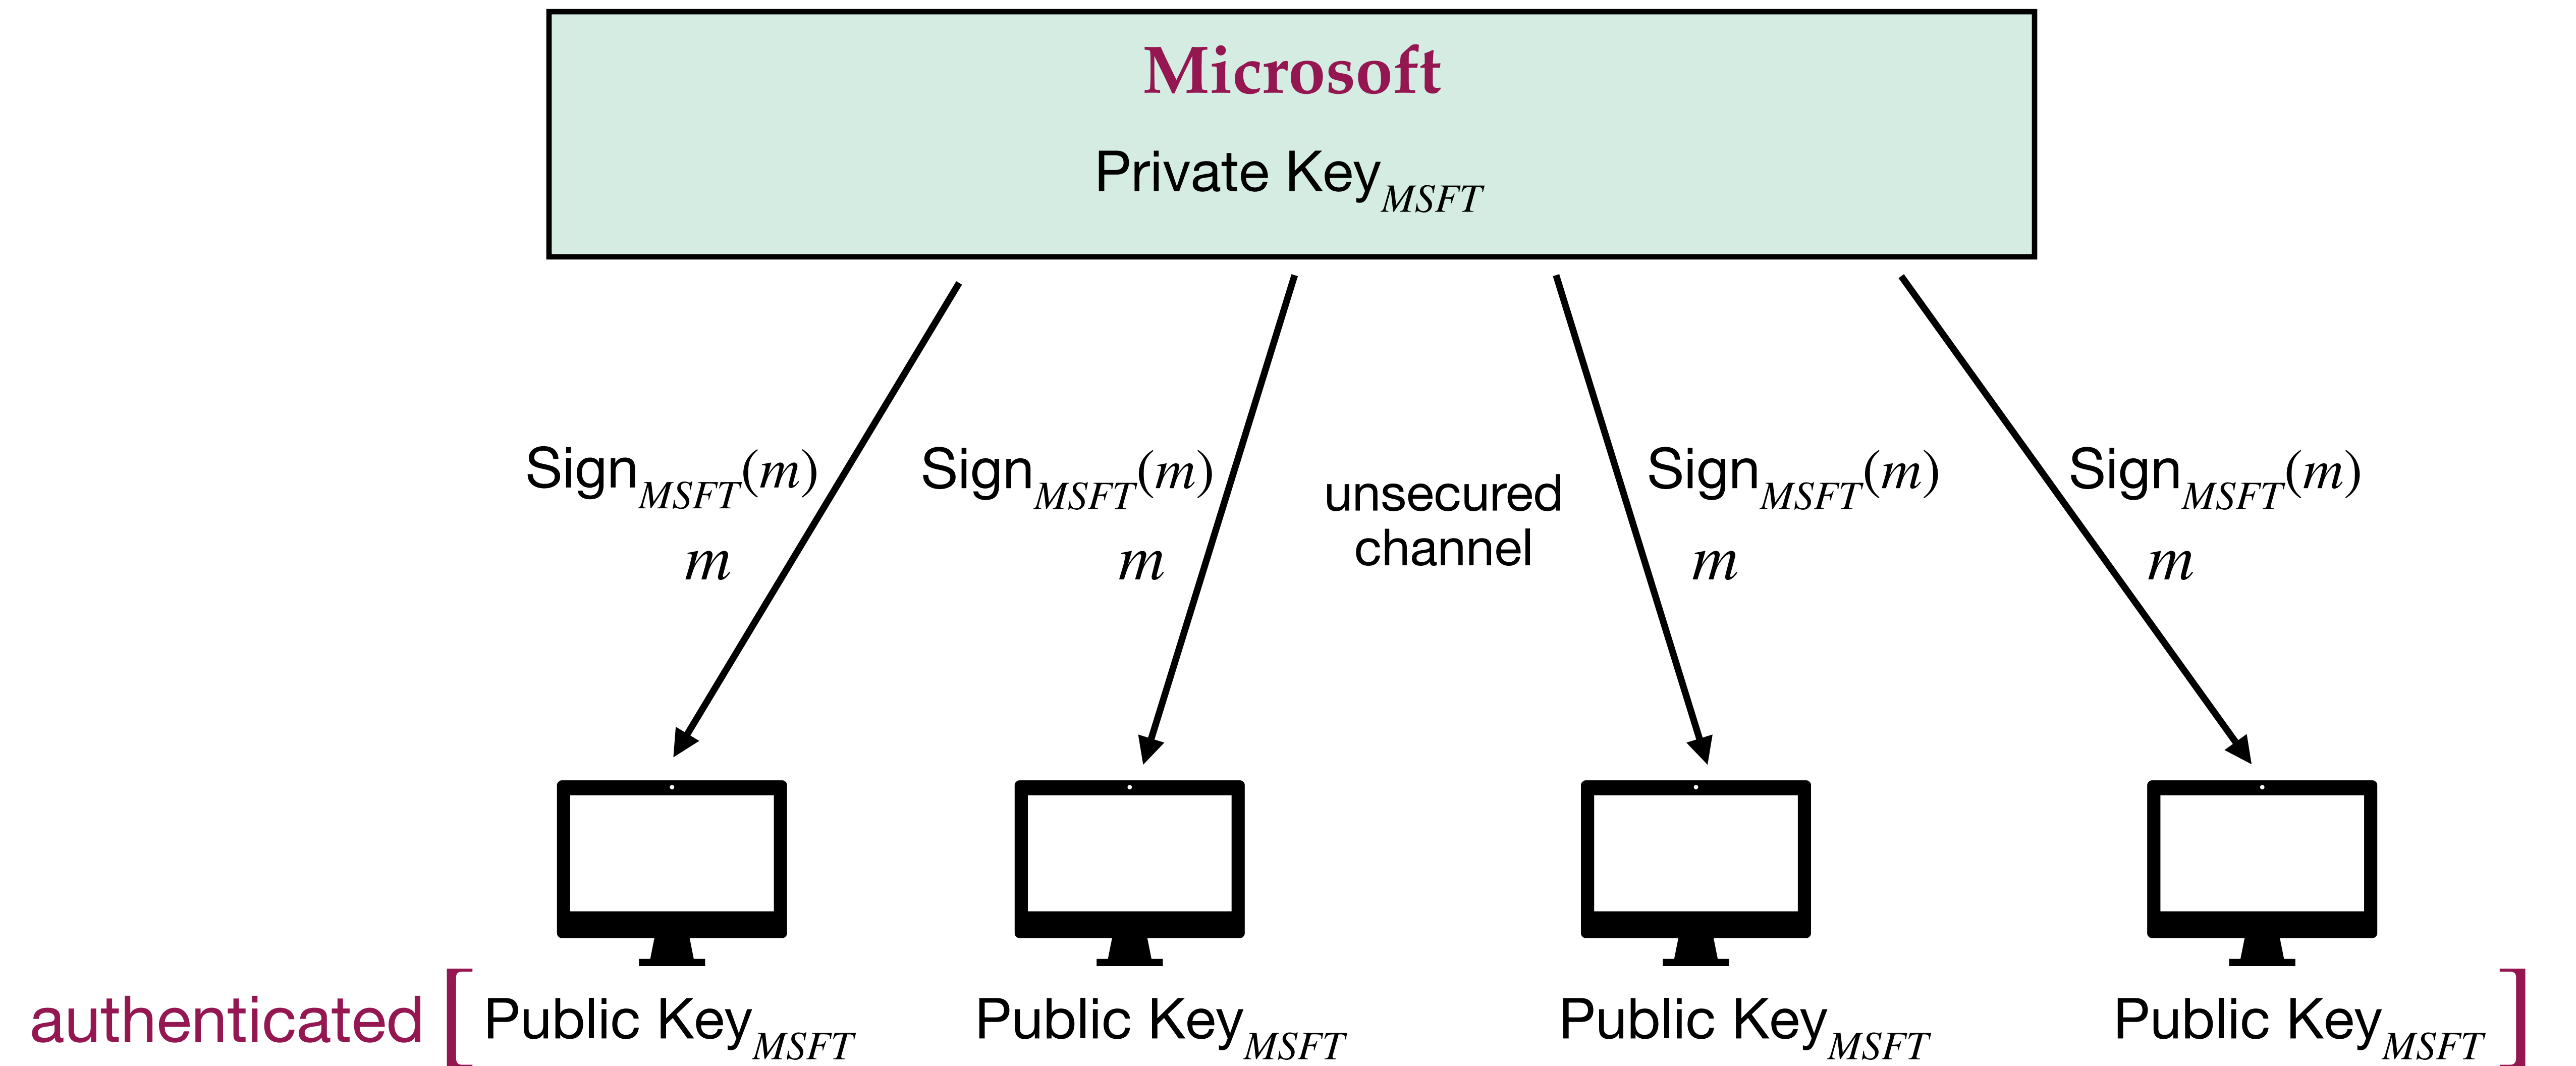 Microsoft
Private Key_MSFT
Sign_MSFT(m)
m
Sign_MSFT(m)
m
unsecured
channel
Sign_MSFT(m)
m
Sign_MSFT(m)
m
authenticated [ Public Key_MSFT Public Key_MSFT Public Key_MSFT Public Key_MSFT ]